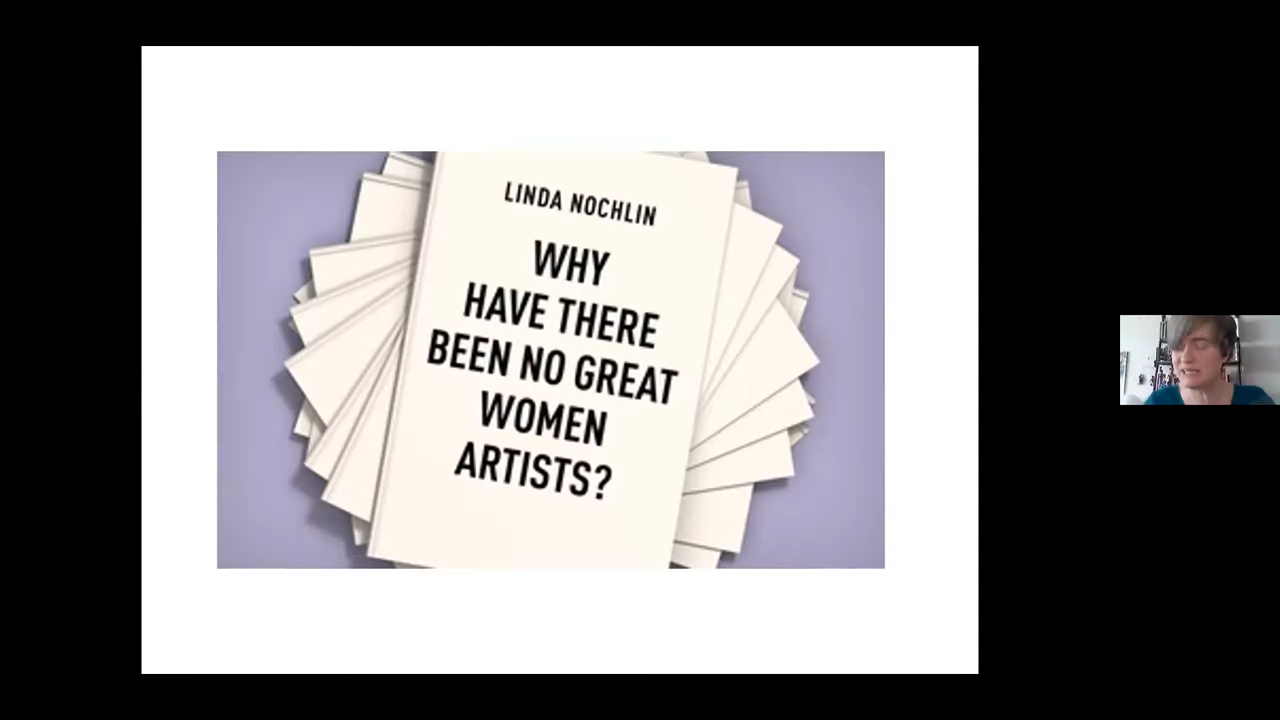 LINDA NOCHLIN
WHY
HAVE THERE
BEEN NO GREAT
WOMEN
ARTISTS?